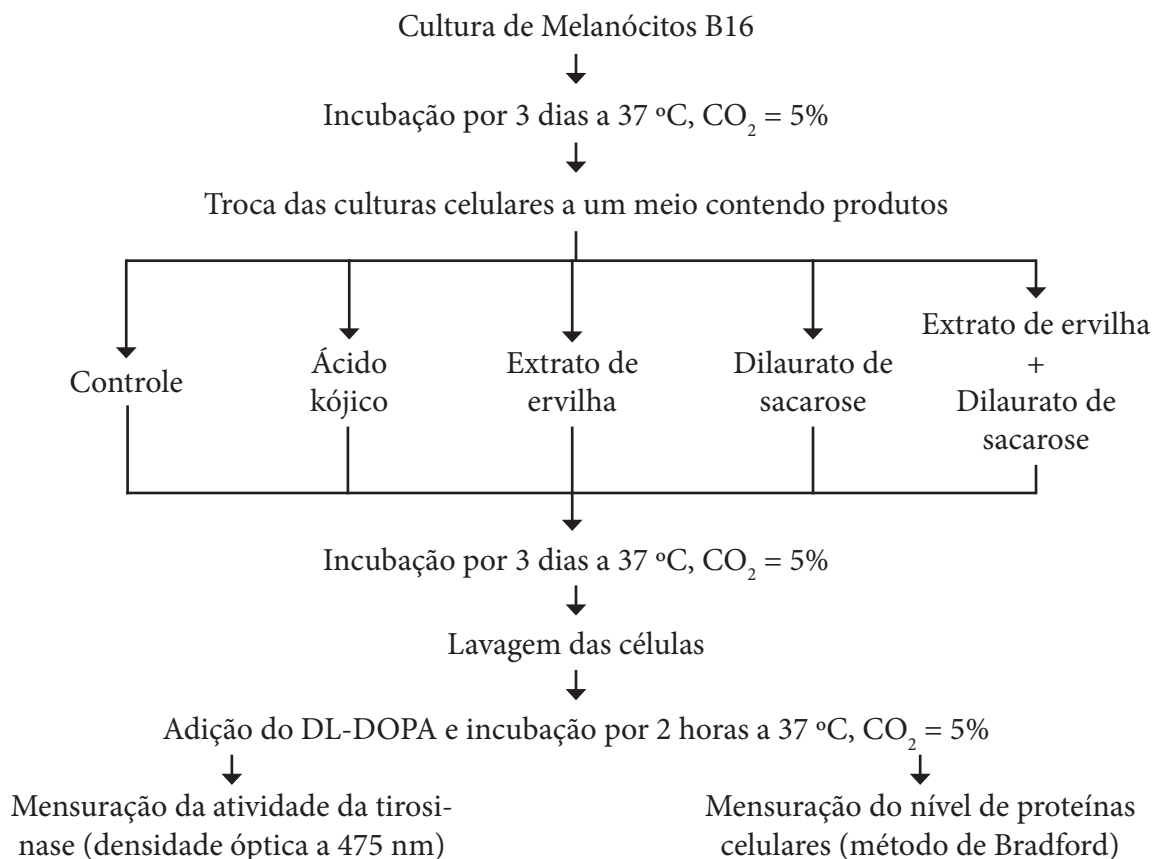 Cultura de Melanócitos B16
Incubação por 3 dias a 37 ºC, CO₂ = 5%
Troca das culturas celulares a um meio contendo produtos
Controle
Ácido
kójico
Extrato de
ervilha
Dilaurato de
sacarose
Extrato de ervilha
+
Dilaurato de
sacarose
Incubação por 3 dias a 37 ºC, CO₂ = 5%
Lavagem das células
Adição do DL-DOPA e incubação por 2 horas a 37 ºC, CO₂ = 5%
Mensuração da atividade da tirosi-
nase (densidade óptica a 475 nm)
Mensuração do nível de proteínas
celulares (método de Bradford)